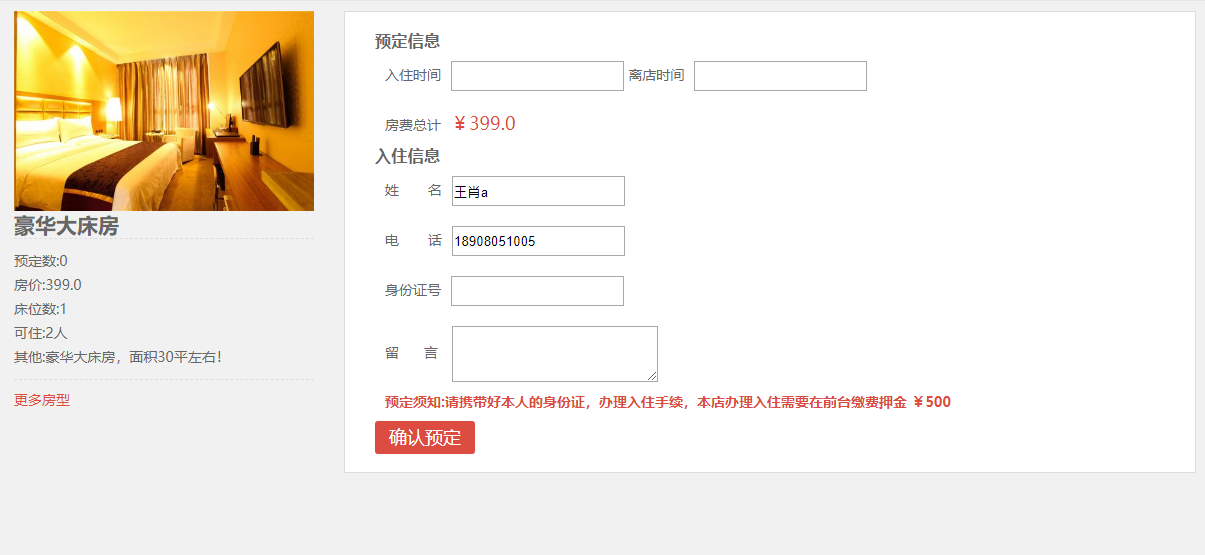 豪华大床房
预定数:0
房价:399.0
床位数:1
可住:2人
其他:豪华大床房，面积30平左右！
更多房型
预定信息
入住时间 离店时间
房费总计 ￥399.0
入住信息
姓 名 王肖a
电 话 18908051005
身份证号
留 言
预定须知:请携带好本人的身份证，办理入住手续，本店办理入住需要在前台缴费押金 ￥500
确认预定